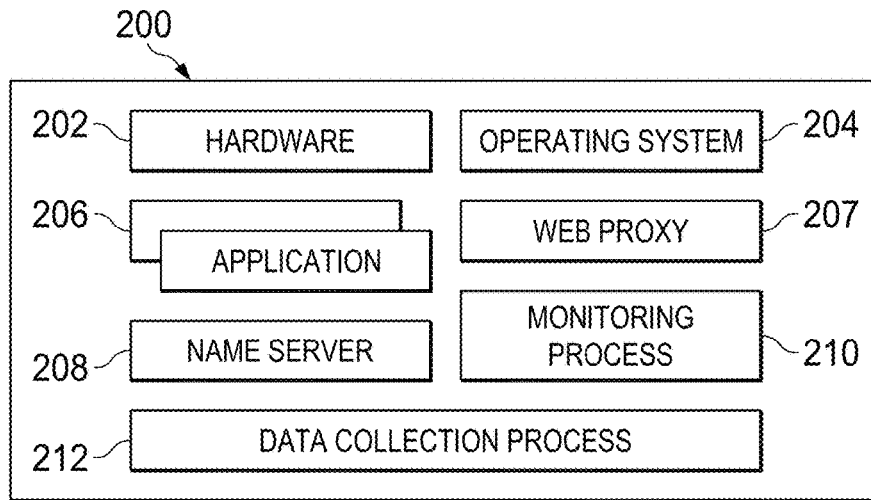 200
202 HARDWARE OPERATING SYSTEM 204
206 WEB PROXY 207
APPLICATION
MONITORING
208 NAME SERVER PROCESS 210
212 DATA COLLECTION PROCESS